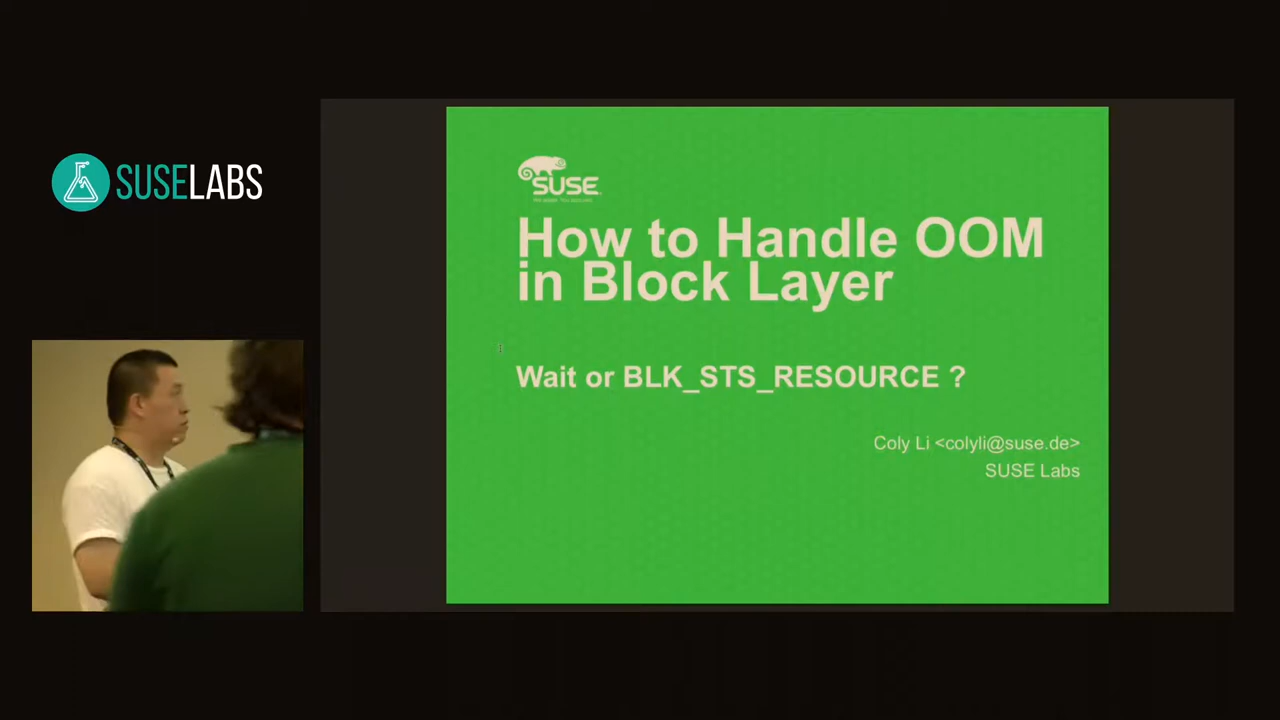 SUSELABS
SUSE
How to Handle OOM
in Block Layer
Wait or BLK_STS_RESOURCE ?
Coly Li <colyli@suse.de>
SUSE Labs